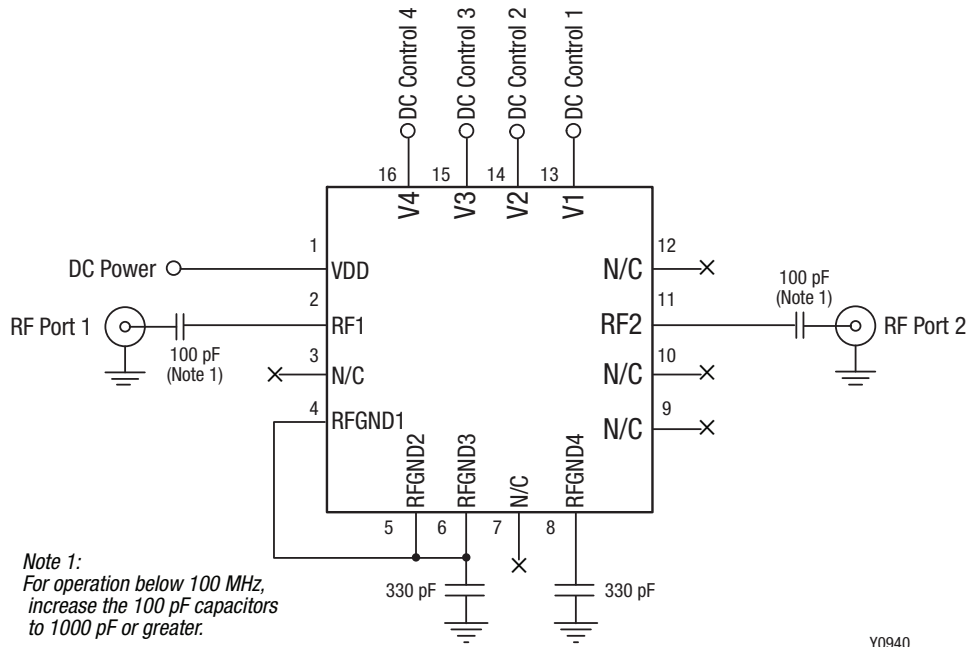 DC Control 4
DC Control 3
DC Control 2
DC Control 1
16
15
14
13
V4
V3
V2
V1
1
DC Power
VDD
12
N/C
2
RF Port 1
RF1
100 pF
(Note 1)
11
RF2
100 pF
(Note 1)
RF Port 2
3
N/C
10
N/C
4
RFGND1
9
N/C
RFGND2
RFGND3
N/C
RFGND4
5
6
7
8
330 pF
330 pF
Note 1:
For operation below 100 MHz,
increase the 100 pF capacitors
to 1000 pF or greater.
Y0940